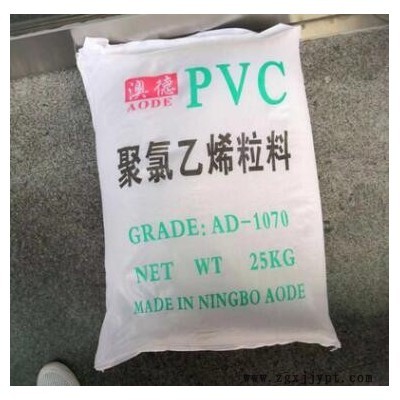 澳德 PVC
AODE
聚氯乙烯粒料
GRADE: AD-1070
NET WT 25KG
MADE IN NINGBO AODE
www.zgxjjypt.com